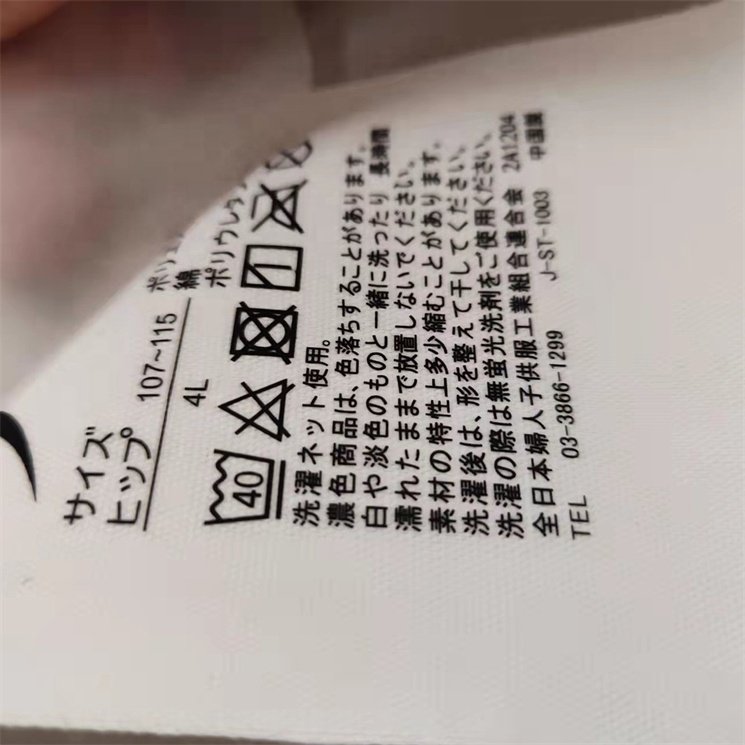 サイズ
ヒップ 107~115
4L
綿
ポリウレタン
40
洗濯ネット使用。
濃色商品は、色落ちすることがあります。
白や淡色のものと一緒に洗ったり 長時間
濡れたままで放置しないでください。
素材の特性上多少縮むことがあります。
洗濯後は、形を整えて干してください。
洗濯の際は無蛍光洗剤をご使用ください。
全日本婦人子供服工業組合連合会 2A1204
TEL 03-3866-1299 J-ST-1003 中国製